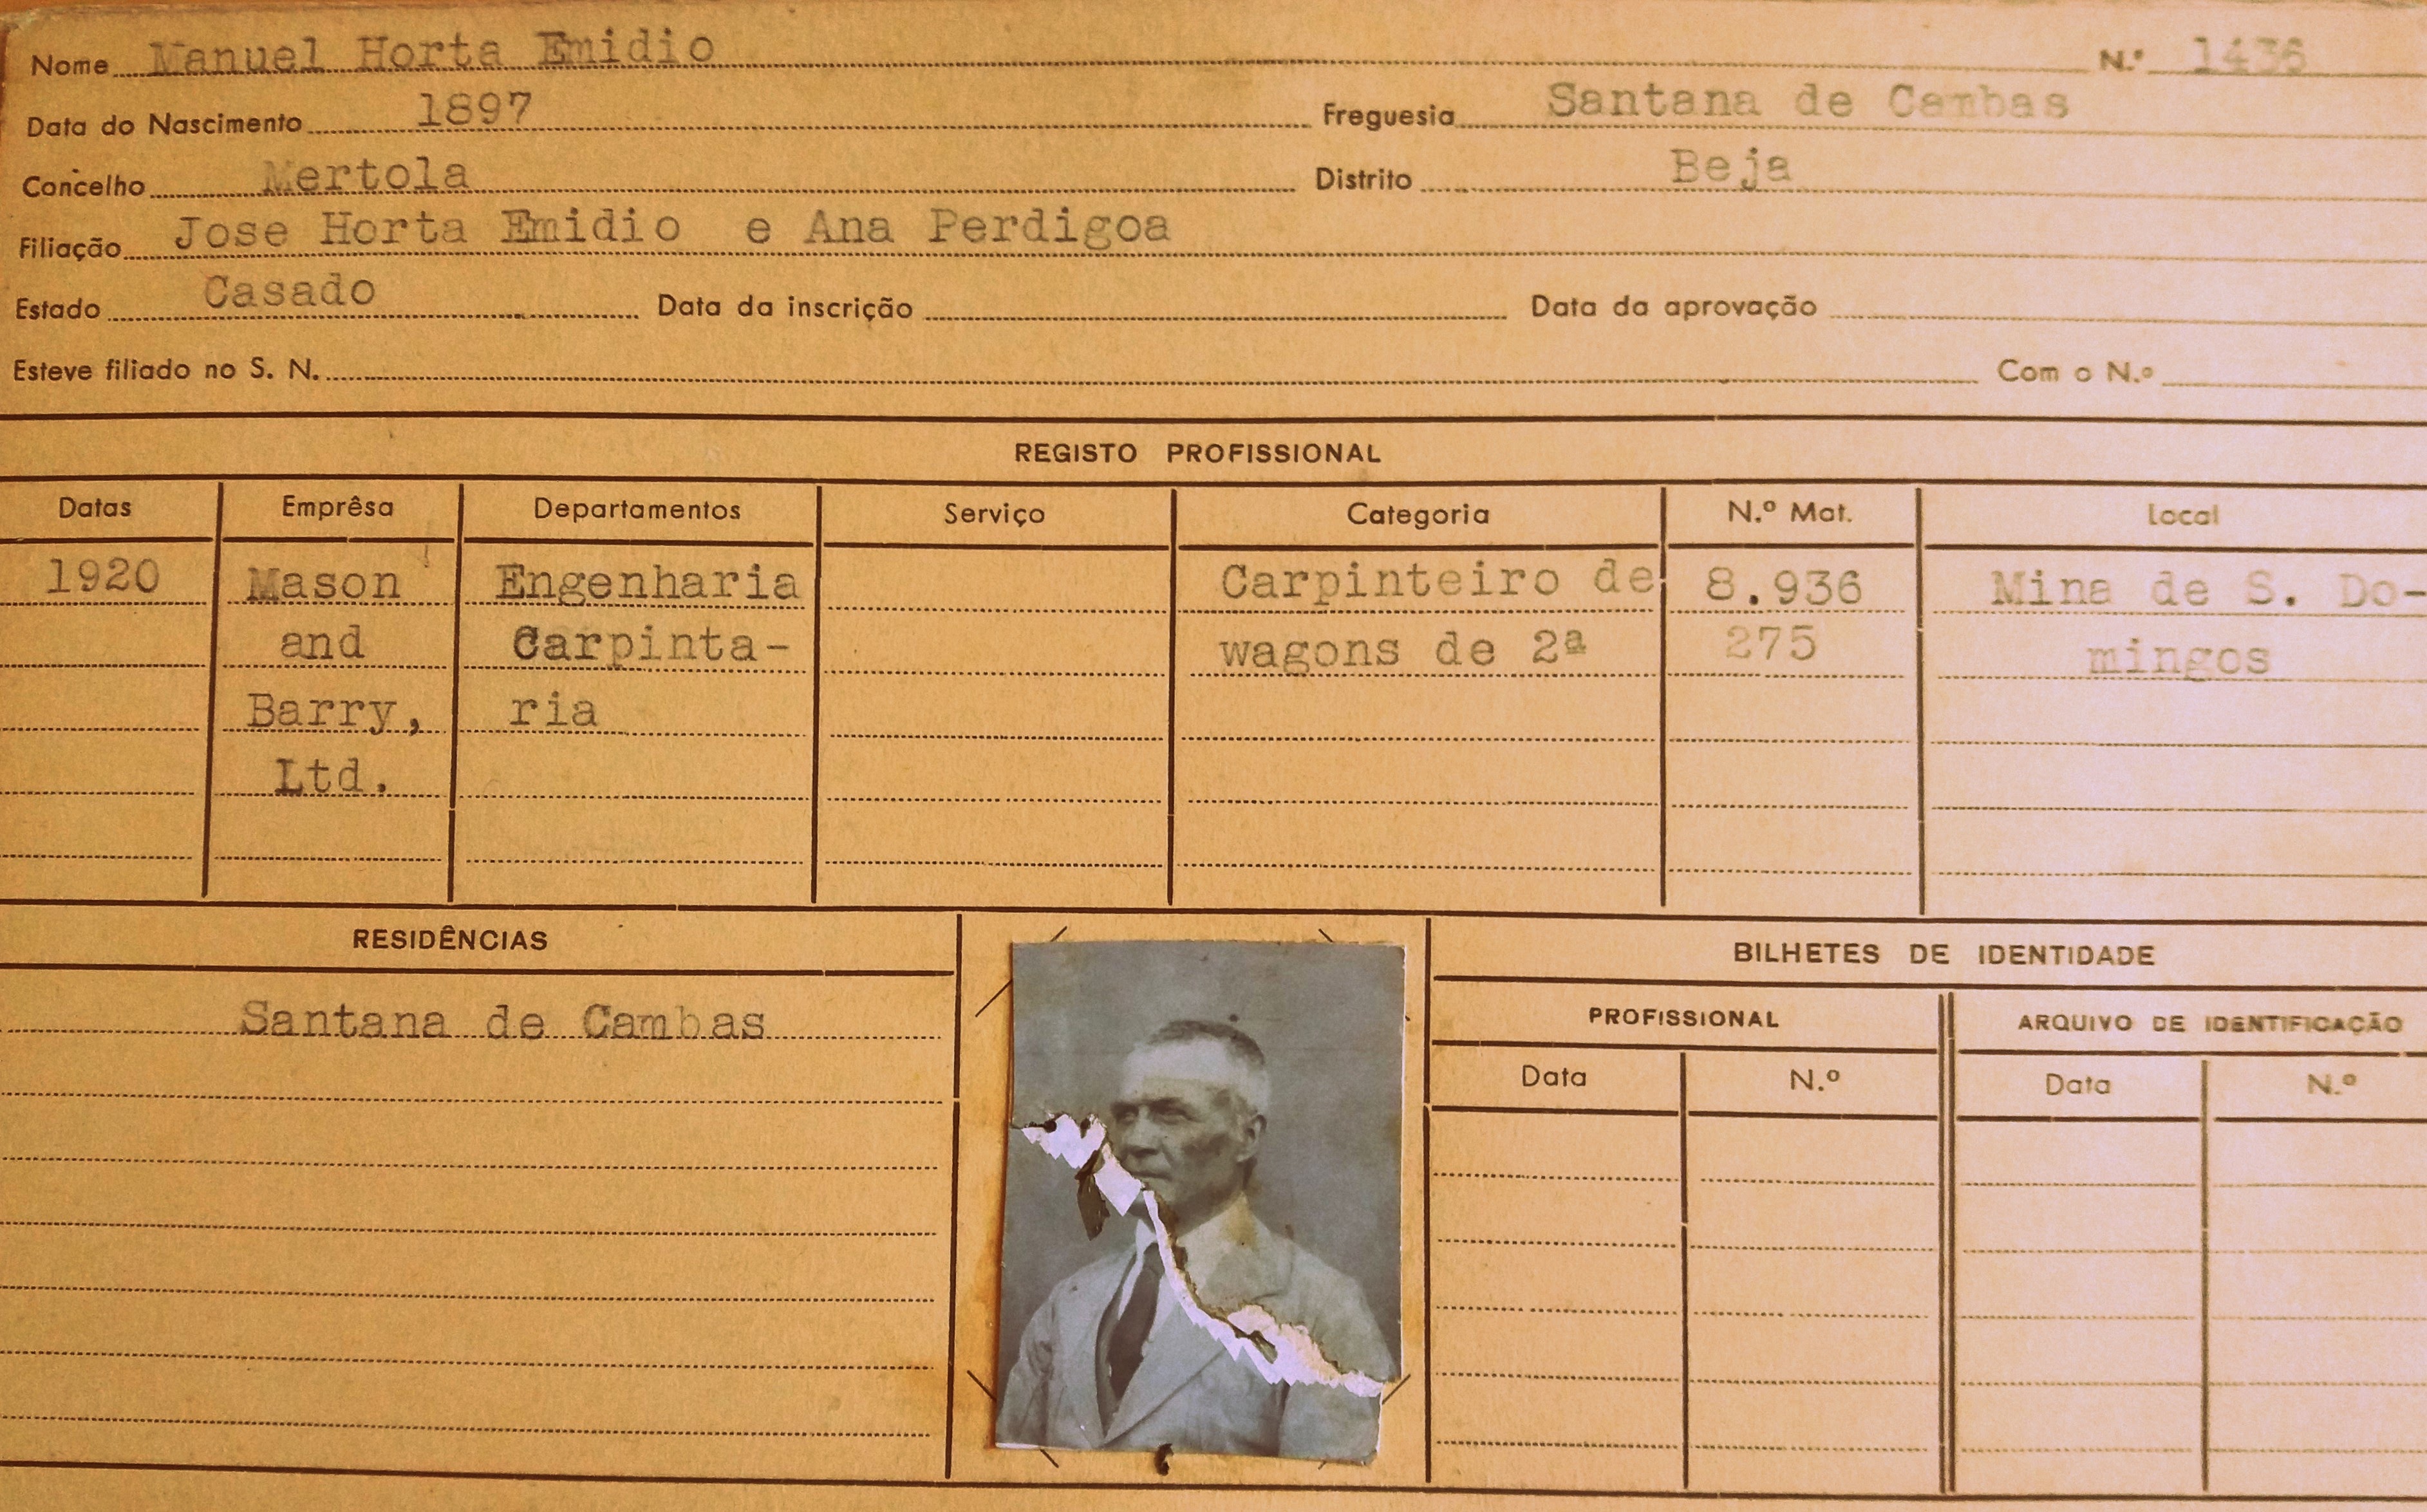 Nome Manuel Horta Emidio N.º 1436
Data do Nascimento 1897 Freguesia Santana de Cambas
Concelho Mertola Distrito Beja
Filiação Jose Horta Emidio e Ana Perdigoa
Estado Casado Data da inscrição Data da aprovação
Esteve filiado no S. N. Com o N.º
REGISTO PROFISSIONAL
Datas Emprêsa Departamentos Serviço Categoria N.º Mat. Local
1920 Mason Engenharia Carpinteiro de 8.936 Mina de S. Do-
and Carpinta- wagons de 2ª 275 mingos
Barry, ria
Ltd.
RESIDÊNCIAS BILHETES DE IDENTIDADE
Santana de Cambas PROFISSIONAL ARQUIVO DE IDENTIFICAÇÃO
Data N.º Data N.º